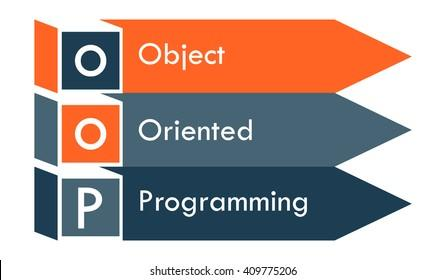 O Object
O Oriented
P Programming
shutterstock.com · 409775206